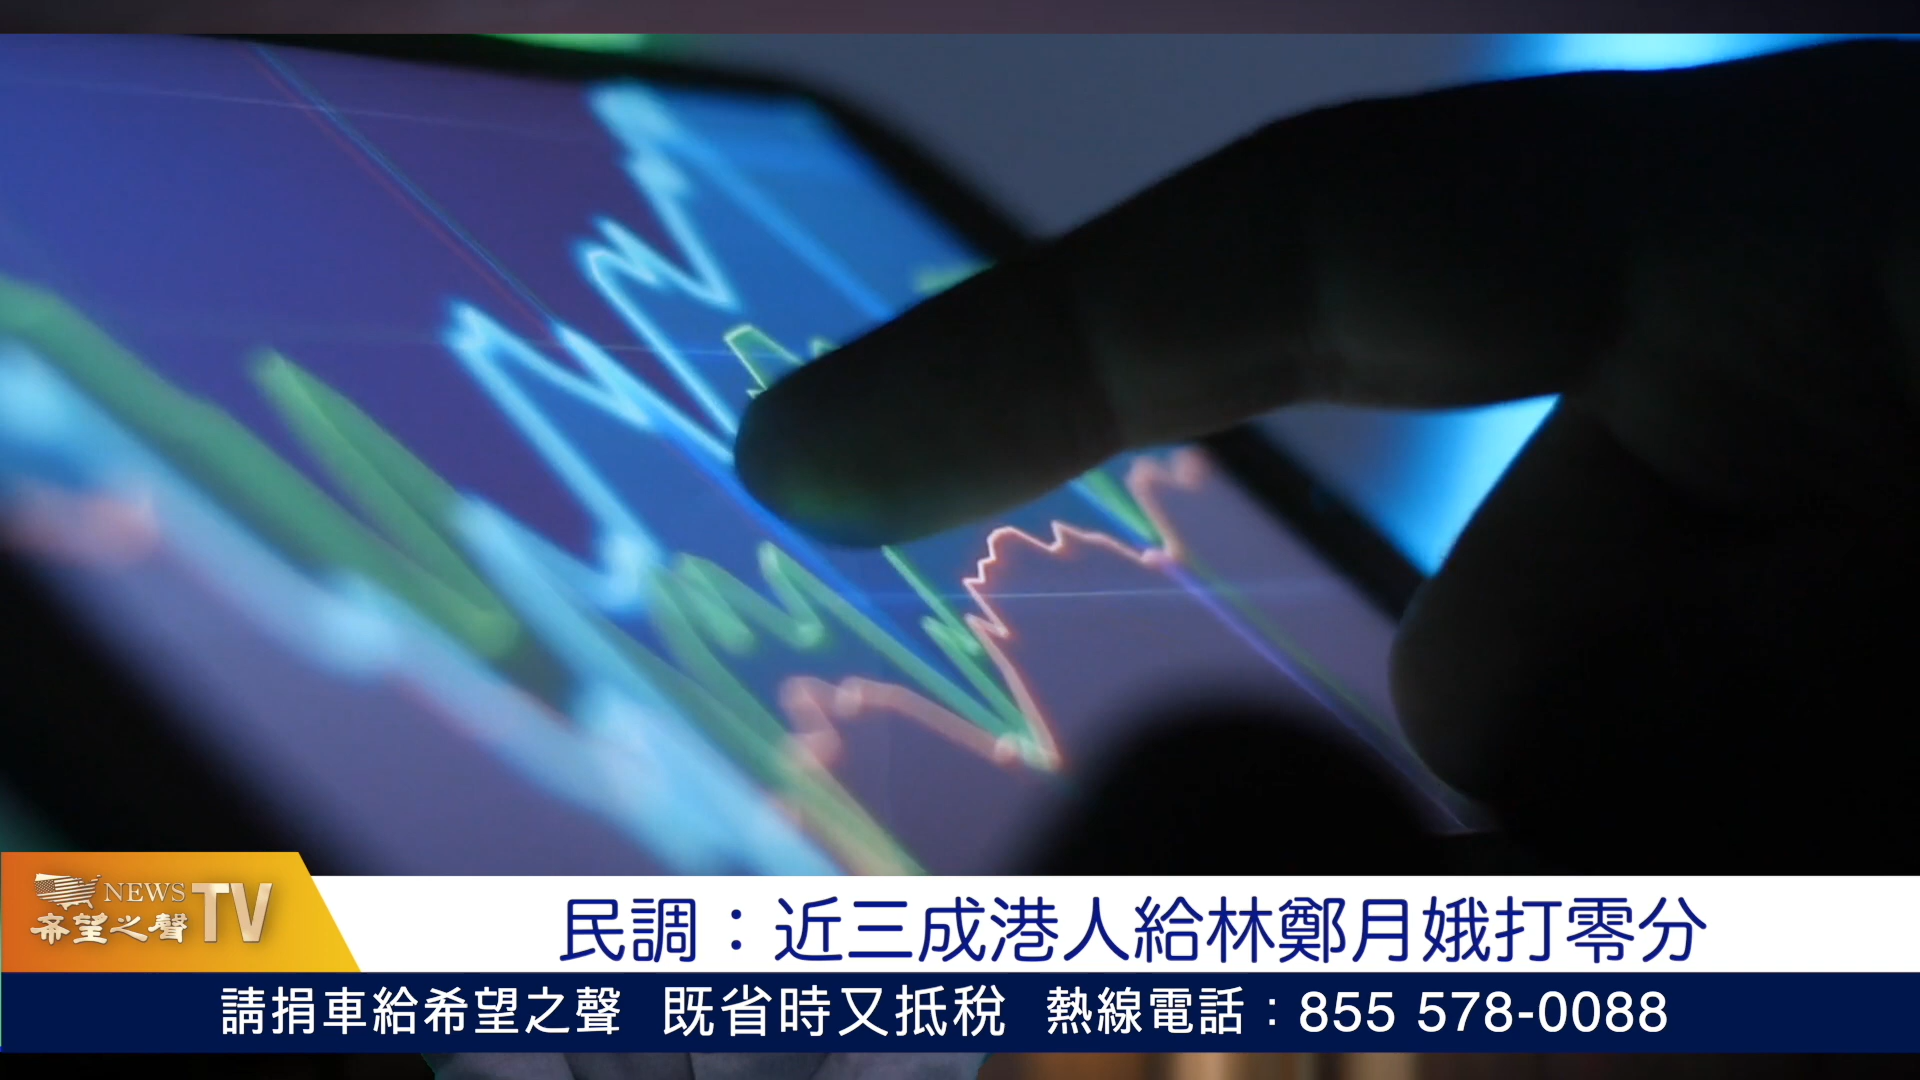 NEWS
希望之聲 TV
民調：近三成港人給林鄭月娥打零分
請捐車給希望之聲 既省時又抵稅 熱線電話：855 578-0088